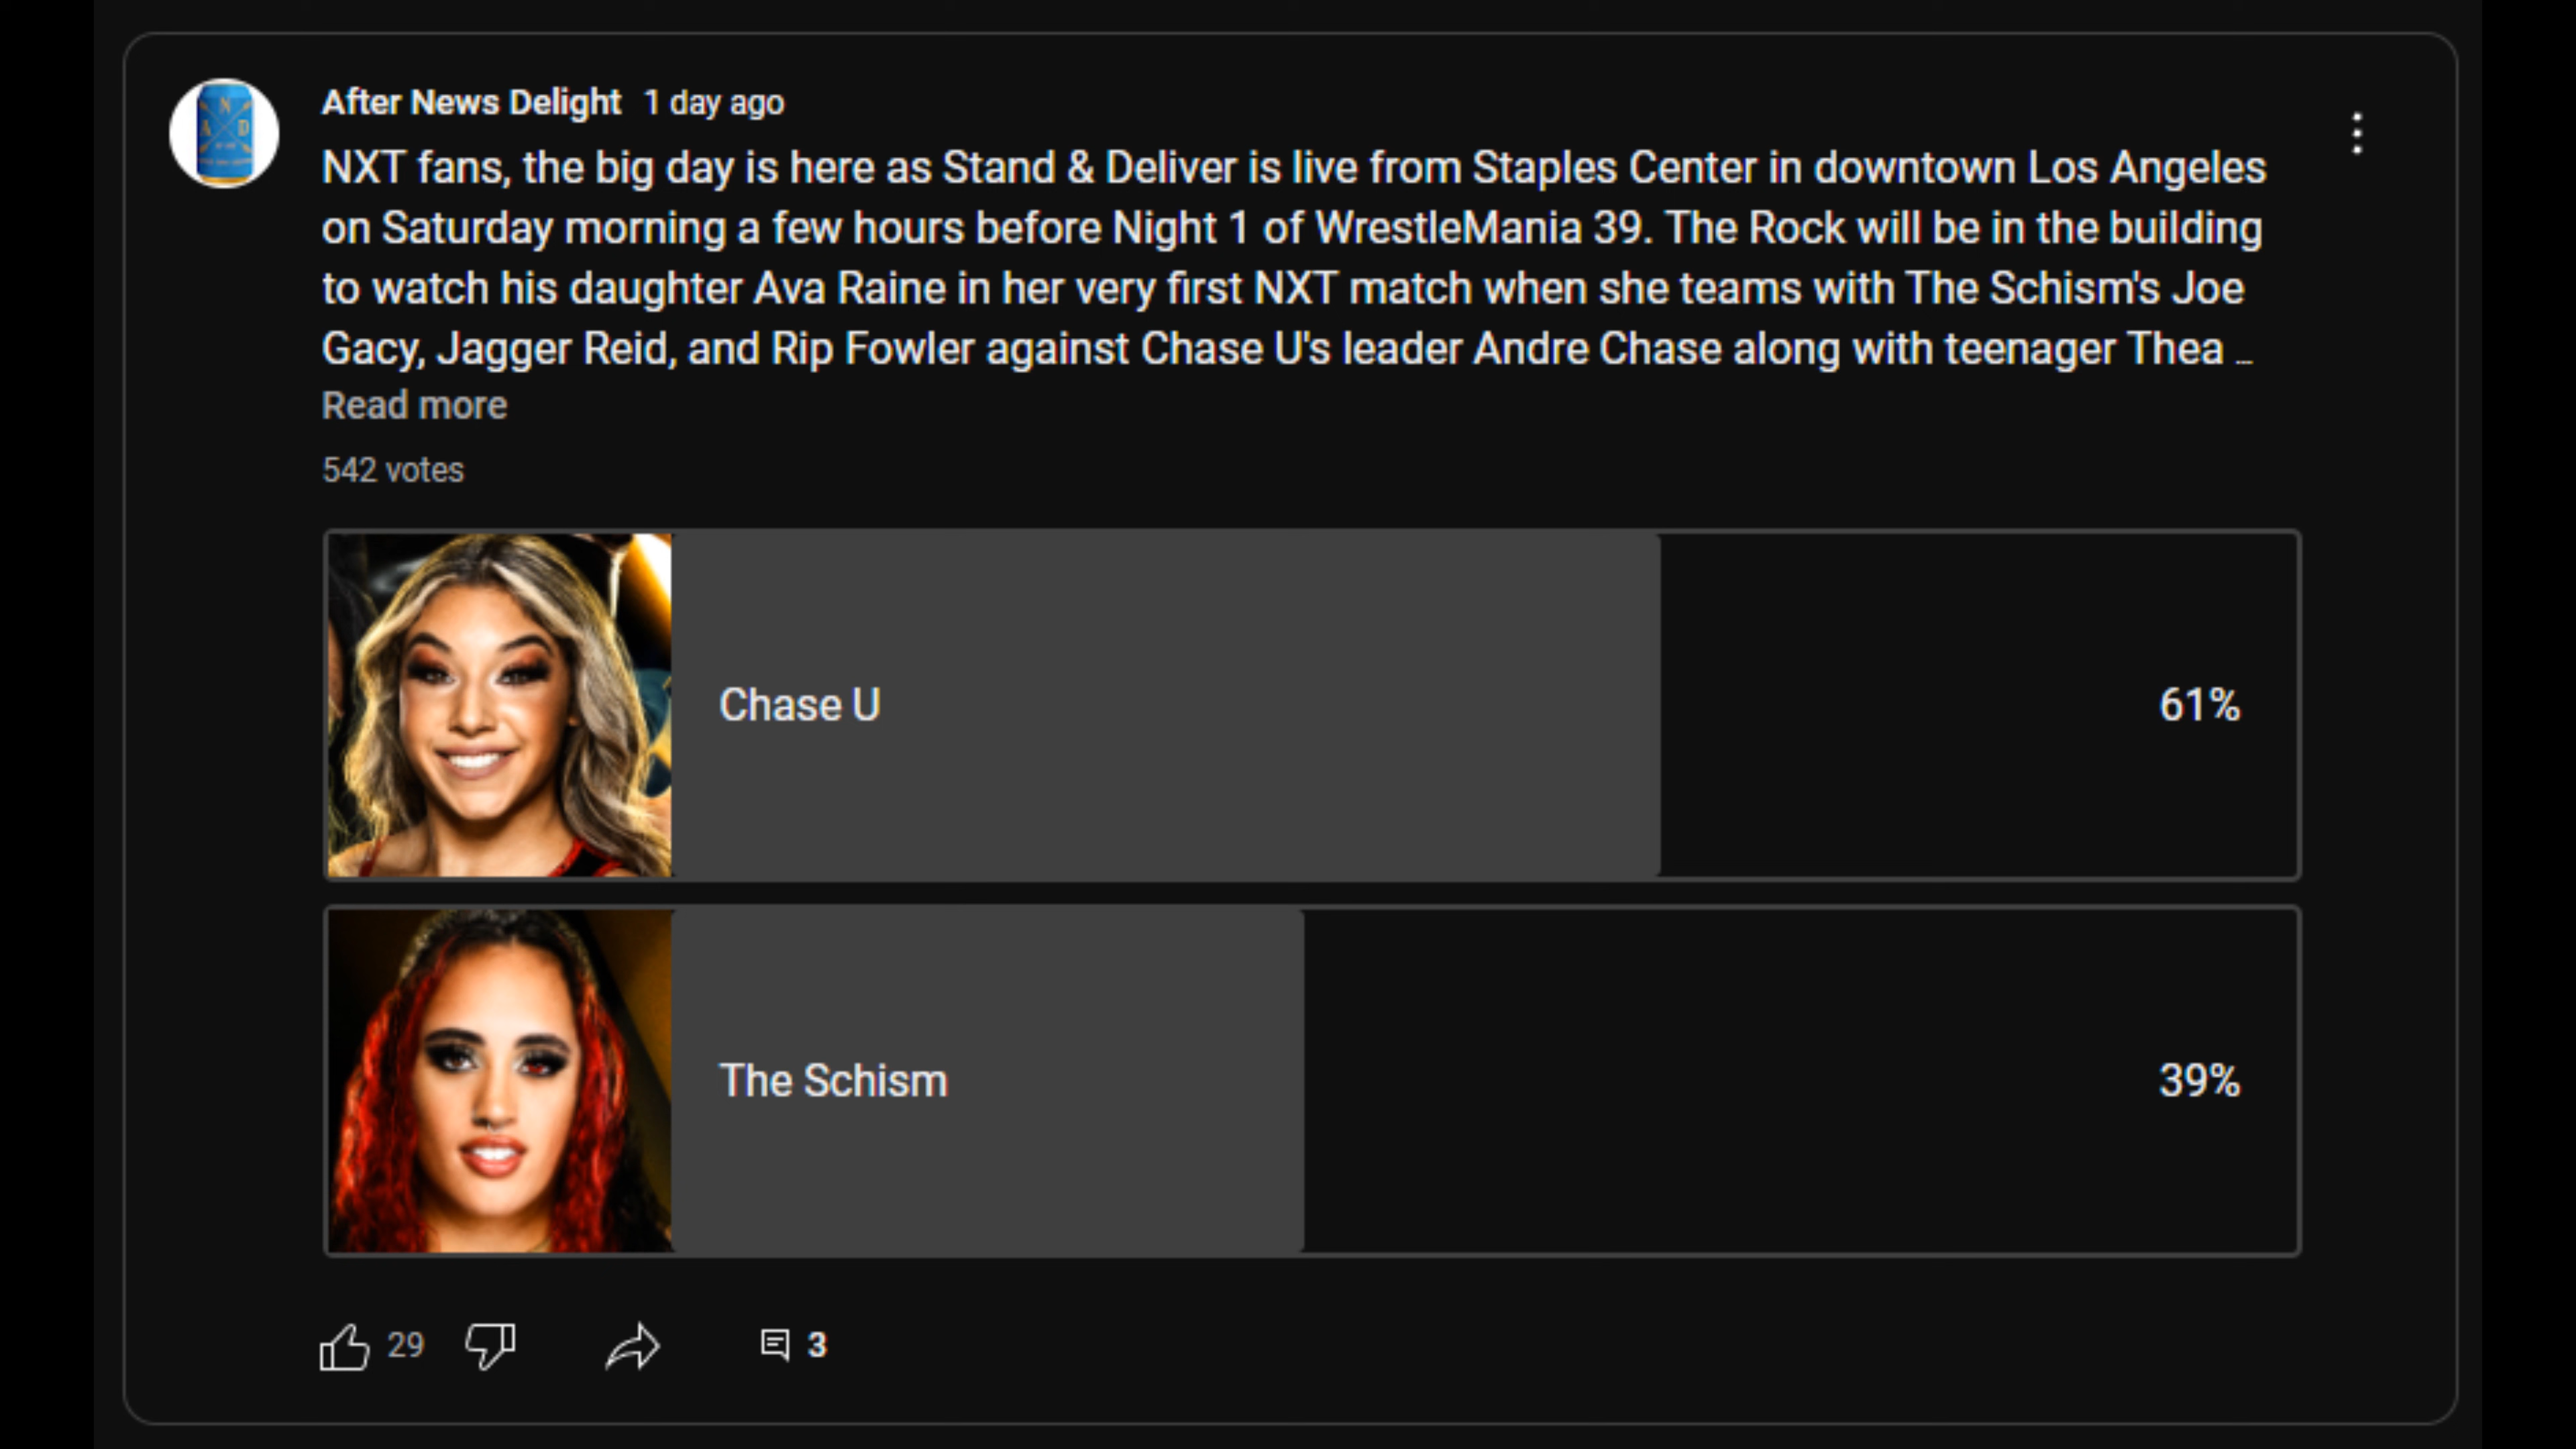 After News Delight 1 day ago
NXT fans, the big day is here as Stand & Deliver is live from Staples Center in downtown Los Angeles
on Saturday morning a few hours before Night 1 of WrestleMania 39. The Rock will be in the building
to watch his daughter Ava Raine in her very first NXT match when she teams with The Schism's Joe
Gacy, Jagger Reid, and Rip Fowler against Chase U's leader Andre Chase along with teenager Thea ...
Read more
542 votes
Chase U 61%
The Schism 39%
29 3
N
A D